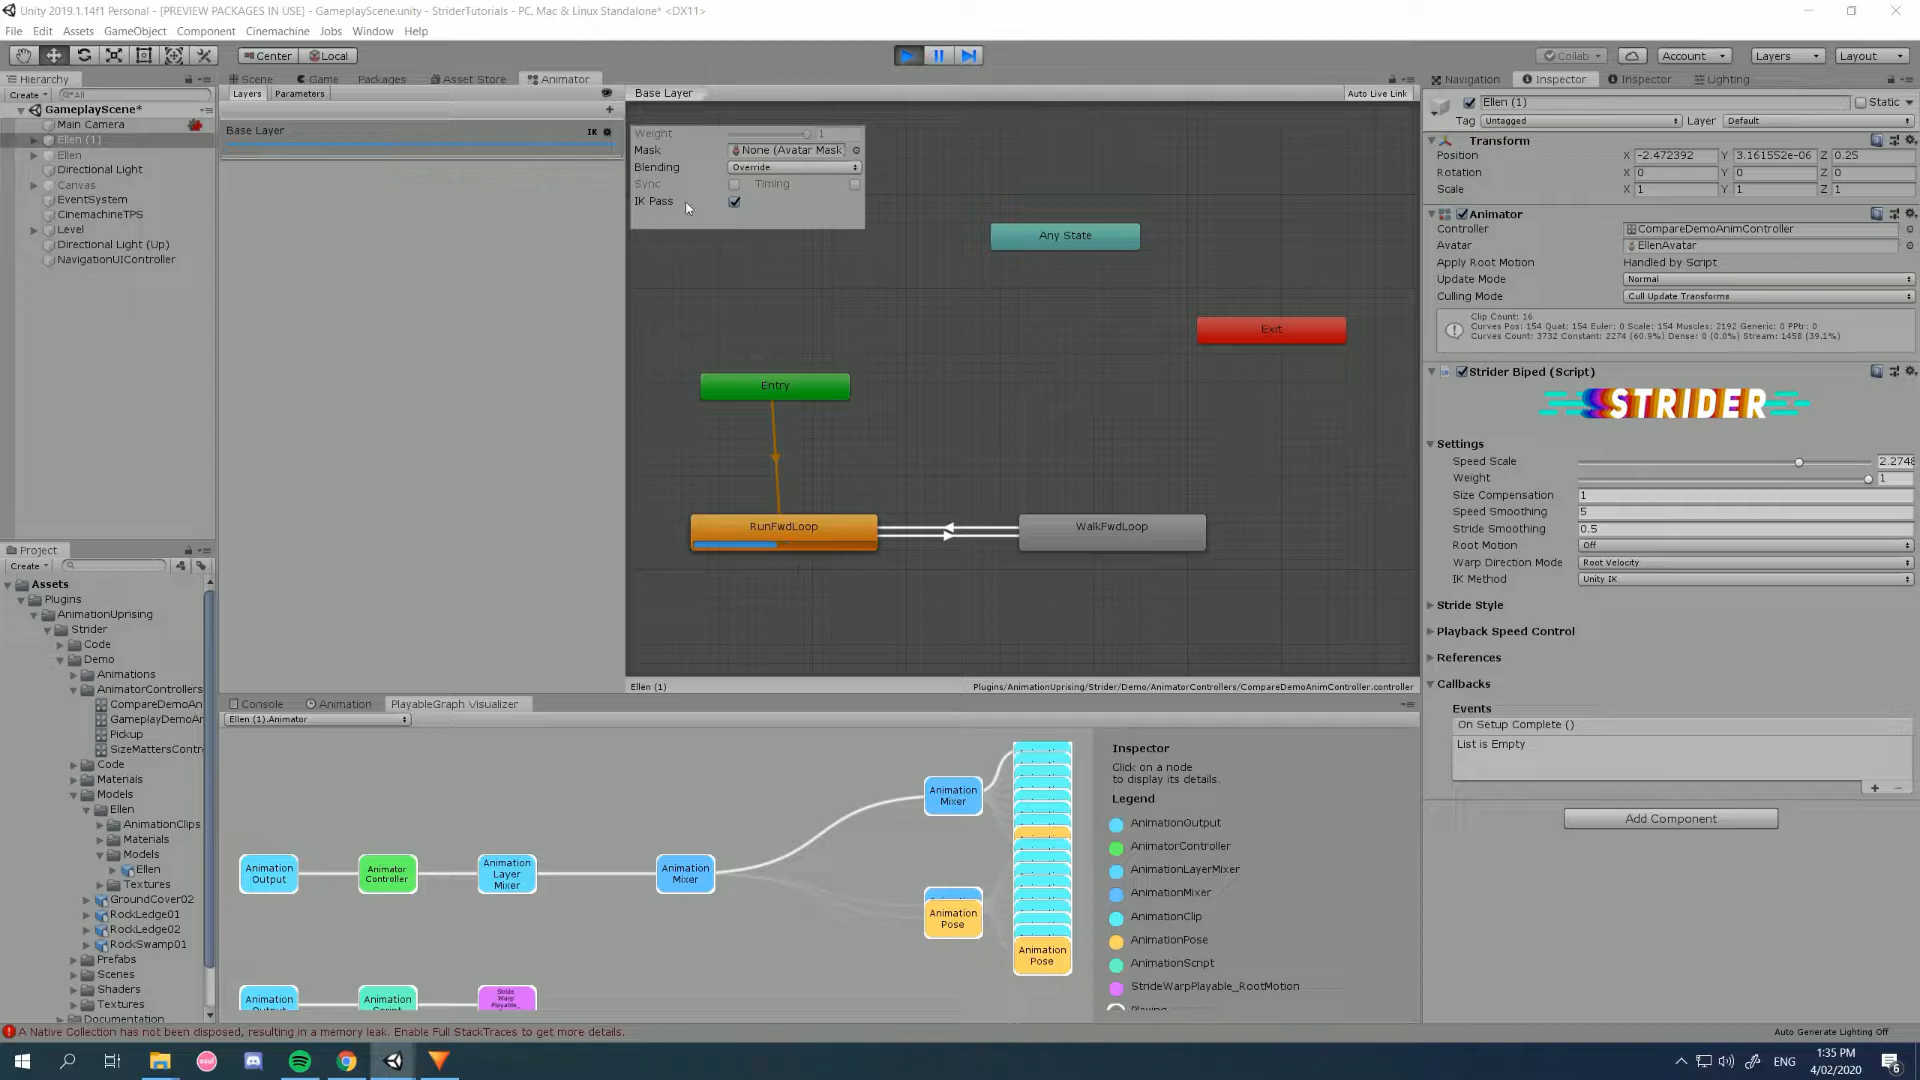 Unity 2019.1.14f1 Personal - [PREVIEW PACKAGES IN USE] - GameplayScene.unity - StriderTutorials - PC, Mac & Linux Standalone* <DX11>
File Edit Assets GameObject Component Cinemachine Jobs Window Help
Center Local Collab Account Layers Layout
Hierarchy
Create All
GameplayScene*
Main Camera
Ellen (1)
Ellen
Directional Light
Canvas
EventSystem
CinemachineTPS
Level
Directional Light (Up)
NavigationUIController
Project
Create
Assets
Plugins
AnimationUprising
Strider
Code
Demo
Animations
AnimatorControllers
CompareDemoAn
GameplayDemoAr
Pickup
SizeMattersContr
Code
Materials
Models
Ellen
AnimationClips
Materials
Models
Ellen
Textures
GroundCover02
RockLedge01
RockLedge02
RockSwamp01
Prefabs
Scenes
Shaders
Textures
Documentation
Scene Game Packages Asset Store Animator
Layers Parameters
Base Layer IK
Base Layer Auto Live Link
Weight 1
Mask None (Avatar Mask)
Blending Override
Sync Timing
IK Pass
Any State
Exit
Entry
RunFwdLoop
WalkFwdLoop
Ellen (1) Plugins/AnimationUprising/Strider/Demo/AnimatorControllers/CompareDemoAnimController.controller
Console Animation PlayableGraph Visualizer
Ellen (1).Animator
Animation Output
Animator Controller
Animation Layer Mixer
Animation Mixer
Animation Mixer
Animation Pose
Animation Pose
Animation
Animation
Stride Warp Playable_
Inspector
Click on a node
to display its details.
Legend
AnimationOutput
AnimatorController
AnimationLayerMixer
AnimationMixer
AnimationClip
AnimationPose
AnimationScript
StrideWarpPlayable_RootMotion
Playing
Navigation Inspector Inspector Lighting
Ellen (1) Static
Tag Untagged Layer Default
Transform
Position X -2.472392 Y 3.161552e-06 Z 0.25
Rotation X 0 Y 0 Z 0
Scale X 1 Y 1 Z 1
Animator
Controller CompareDemoAnimController
Avatar EllenAvatar
Apply Root Motion Handled by Script
Update Mode Normal
Culling Mode Cull Update Transforms
Clip Count: 16
Curves Pos: 154 Quat: 154 Euler: 0 Scale: 154 Muscles: 2192 Generic: 0 PPtr: 0
Curves Count: 3732 Constant: 2274 (60.9%) Dense: 0 (0.0%) Stream: 1458 (39.1%)
Strider Biped (Script)
STRIDER
Settings
Speed Scale 2.2748
Weight 1
Size Compensation 1
Speed Smoothing 5
Stride Smoothing 0.5
Root Motion Off
Warp Direction Mode Root Velocity
IK Method Unity IK
Stride Style
Playback Speed Control
References
Callbacks
Events
On Setup Complete ()
List is Empty
Add Component
A Native Collection has not been disposed, resulting in a memory leak. Enable Full StackTraces to get more details.
Auto Generate Lighting Off
osu!
ENG
1:35 PM
4/02/2020
6